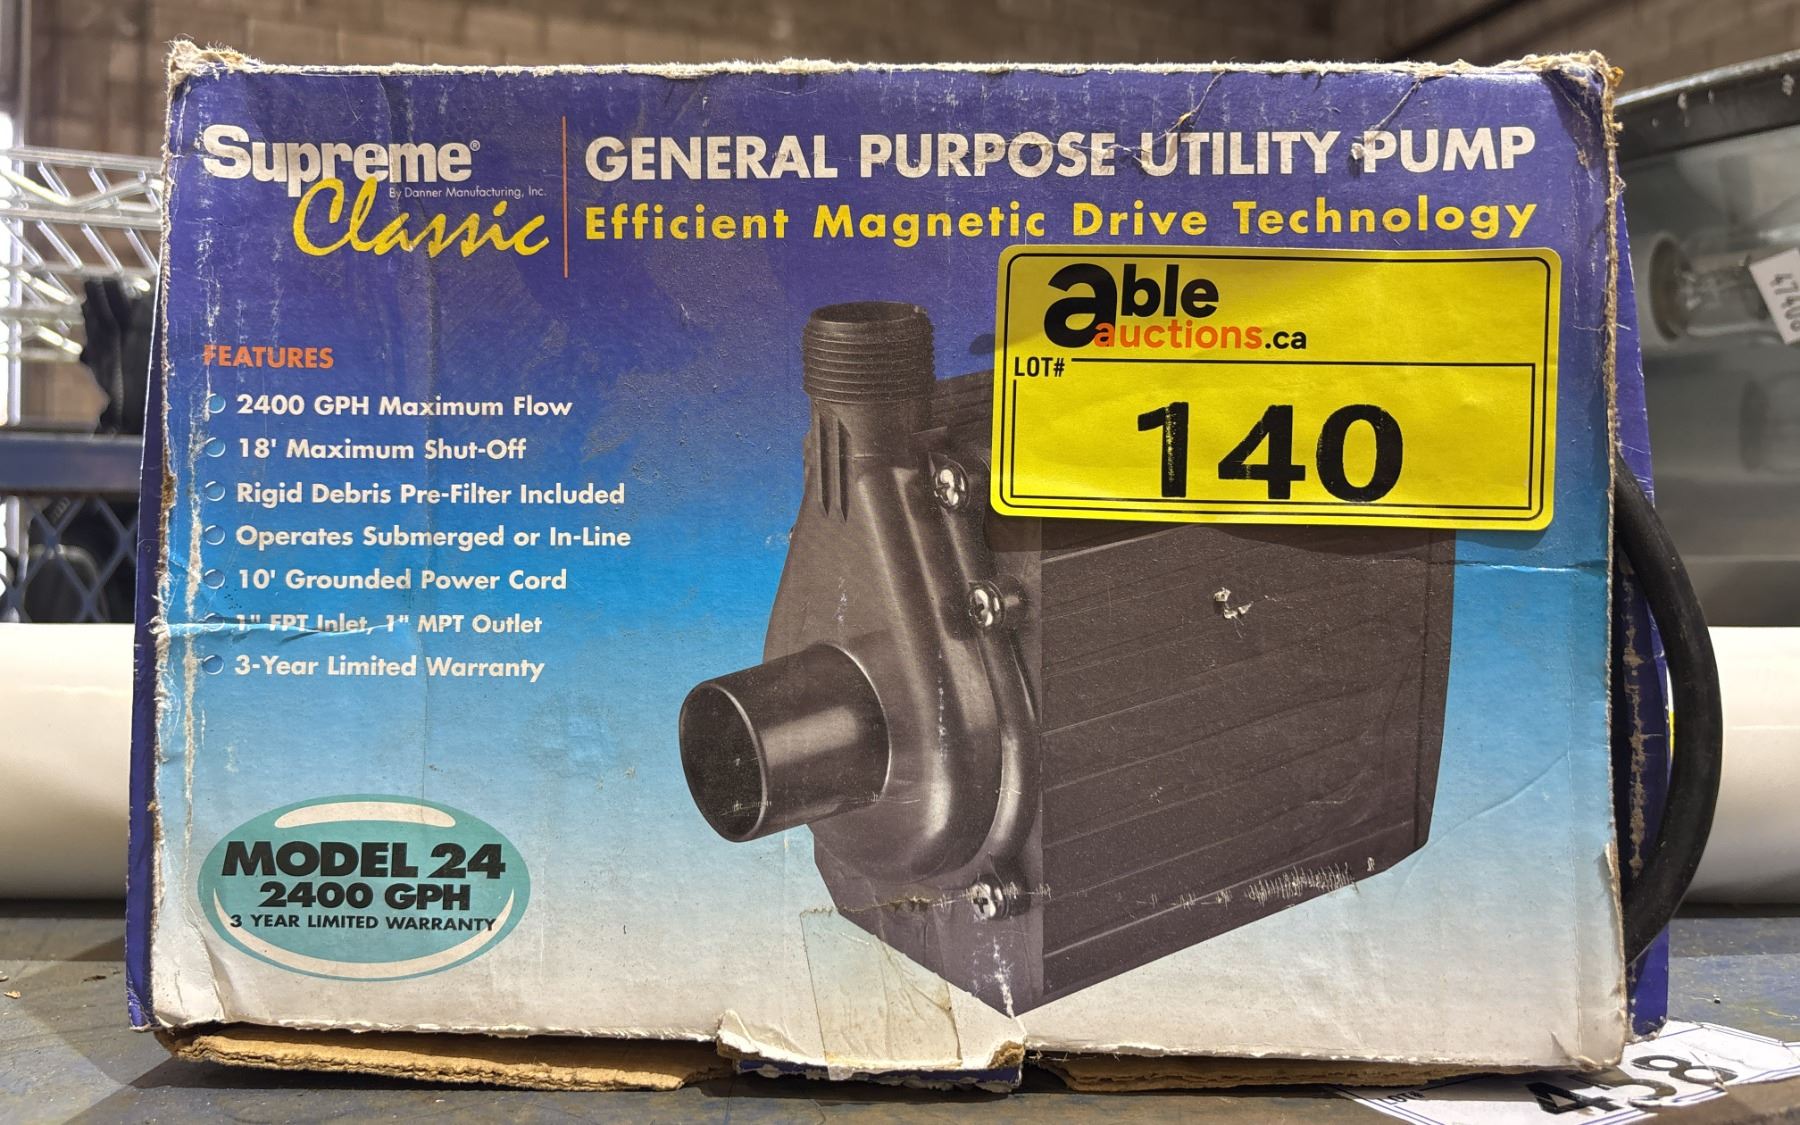 Supreme®
By Danner Manufacturing, Inc.
Classic
GENERAL PURPOSE UTILITY PUMP
Efficient Magnetic Drive Technology
able
auctions.ca
LOT#
140
FEATURES
2400 GPH Maximum Flow
18' Maximum Shut-Off
Rigid Debris Pre-Filter Included
Operates Submerged or In-Line
10' Grounded Power Cord
1" FPT Inlet, 1" MPT Outlet
3-Year Limited Warranty
MODEL 24
2400 GPH
3 YEAR LIMITED WARRANTY
LOT#
458